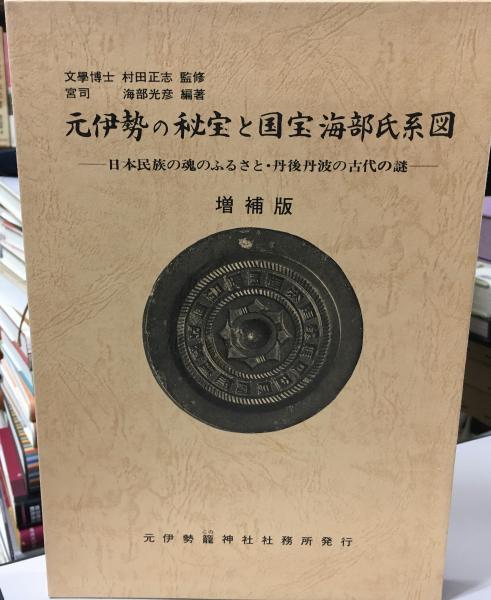 文學博士 村田正志 監修
宮司 海部光彦 編著
元伊勢の秘宝と国宝海部氏系図
──日本民族の魂のふるさと・丹後丹波の古代の謎──
増補版
元伊勢籠神社社務所発行
この